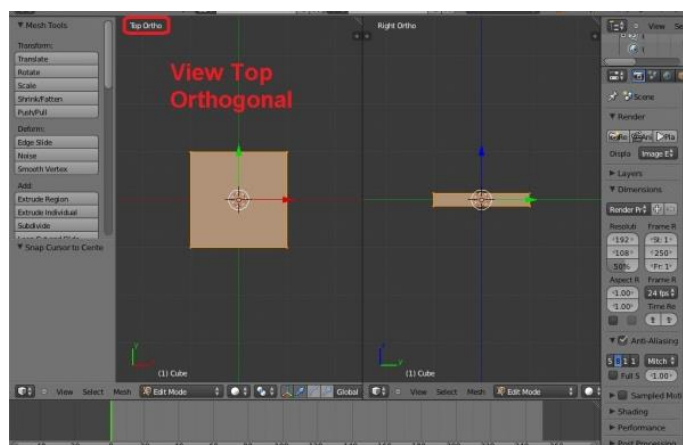 Mesh Tools
Transform:
Translate
Rotate
Scale
Shrink/Fatten
Push/Pull
Deform:
Edge Slide
Noise
Smooth Vertex
Add:
Extrude Region
Extrude Individual
Subdivide
Snap Cursor to Cente
Top Ortho
View Top
Orthogonal
(1) Cube
View Select Mesh Edit Mode Global
Right Ortho
(1) Cube
View Select Mesh Edit Mode
View
Scene
Render
Displa Image E
Layers
Dimensions
Render Pr
Resoluti Frame R
50%
Aspect R Frame R
1.00 24 fps
1.00 Time Re
Anti-Aliasing
Mitch
Full S 1.00
Sampled Moti
Shading
Performance